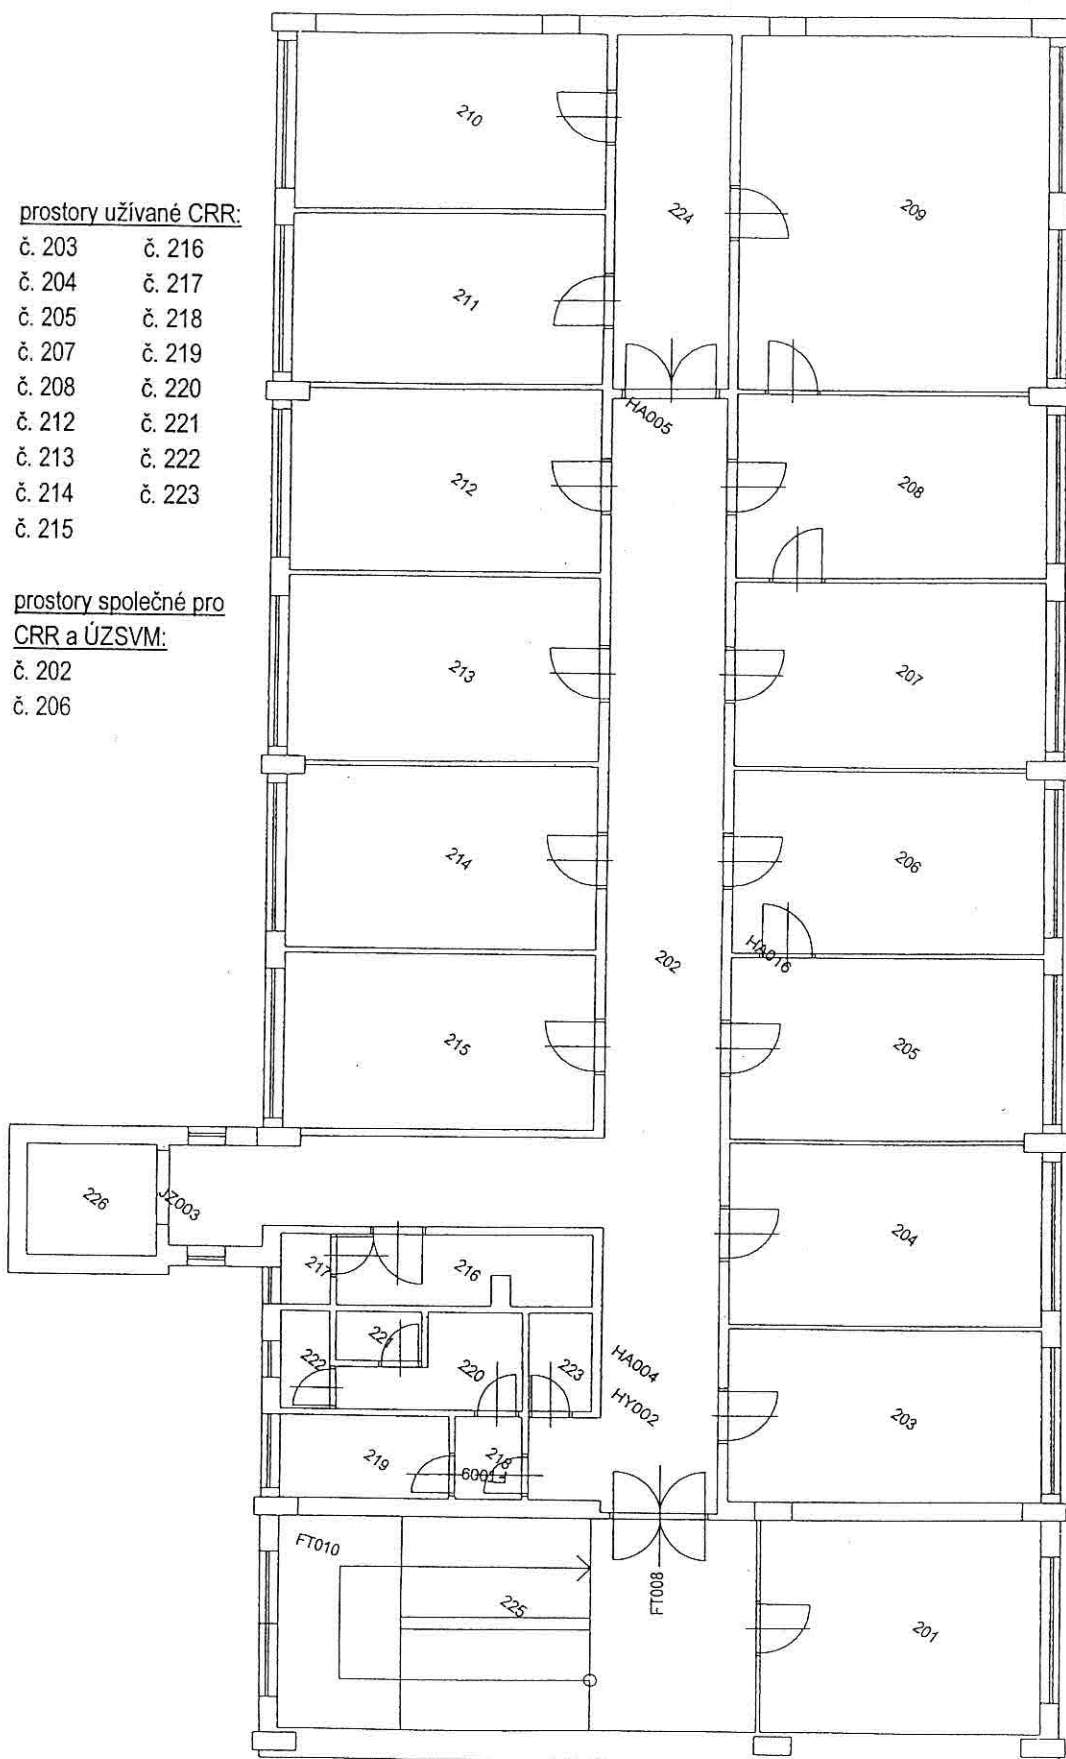 prostory užívané CRR:
č. 203 č. 216
č. 204 č. 217
č. 205 č. 218
č. 207 č. 219
č. 208 č. 220
č. 212 č. 221
č. 213 č. 222
č. 214 č. 223
č. 215
prostory společné pro
CRR a ÚZSVM:
č. 202
č. 206
210
224
209
211
HA005
212
208
213
207
214
206
202
HA016
215
205
226
JZ003
204
217
216
221
222
220
223
HA004
HY002
203
219
218
FT009
FT010
225
FT008
201